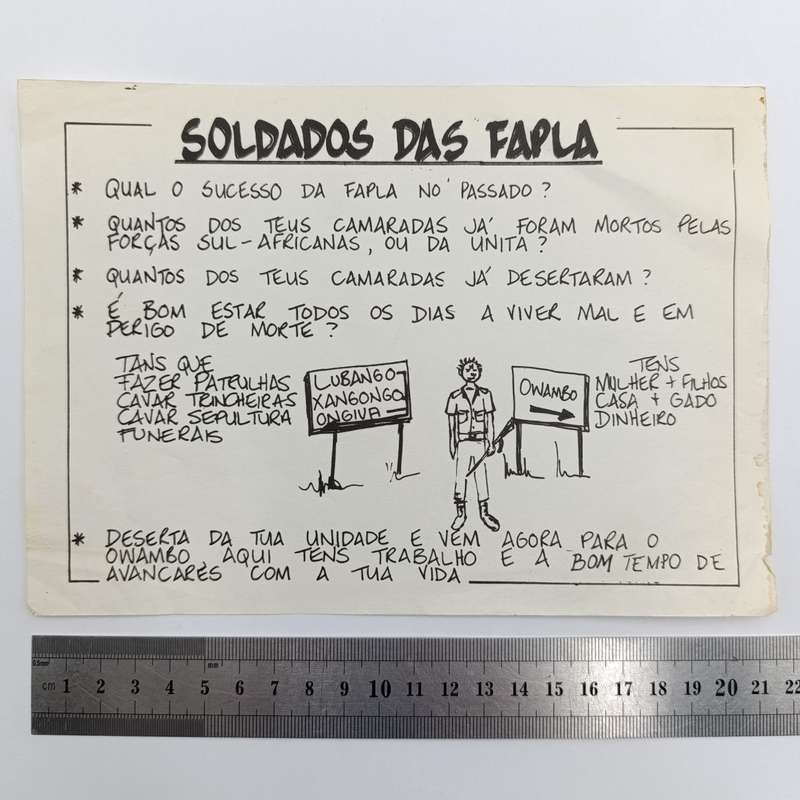 SOLDADOS DAS FAPLA
* QUAL O SUCESSO DA FAPLA NO PASSADO?
* QUANTOS DOS TEUS CAMARADAS JÁ FORAM MORTOS PELAS
FORÇAS SUL-AFRICANAS, OU DA UNITA?
* QUANTOS DOS TEUS CAMARADAS JÁ DESERTARAM?
* É BOM ESTAR TODOS OS DIAS A VIVER MAL E EM
PERIGO DE MORTE?
TANS QUE
FAZER PATRULHAS
CAVAR TRINCHEIRAS
CAVAR SEPULTURA
FUNERAIS
LUBANGO
XANGONGO
ONGIVA
OWAMBO
TENS
MULHER + FILHOS
CASA + GADO
DINHEIRO
* DESERTA DA TUA UNIDADE E VEM AGORA PARA O
OWAMBO, AQUI TENS TRABALHO E A BOM TEMPO DE
AVANCARES COM A TUA VIDA
0.5mm
mm
cm 1 2 3 4 5 6 7 8 9 10 11 12 13 14 15 16 17 18 19 20 21 22